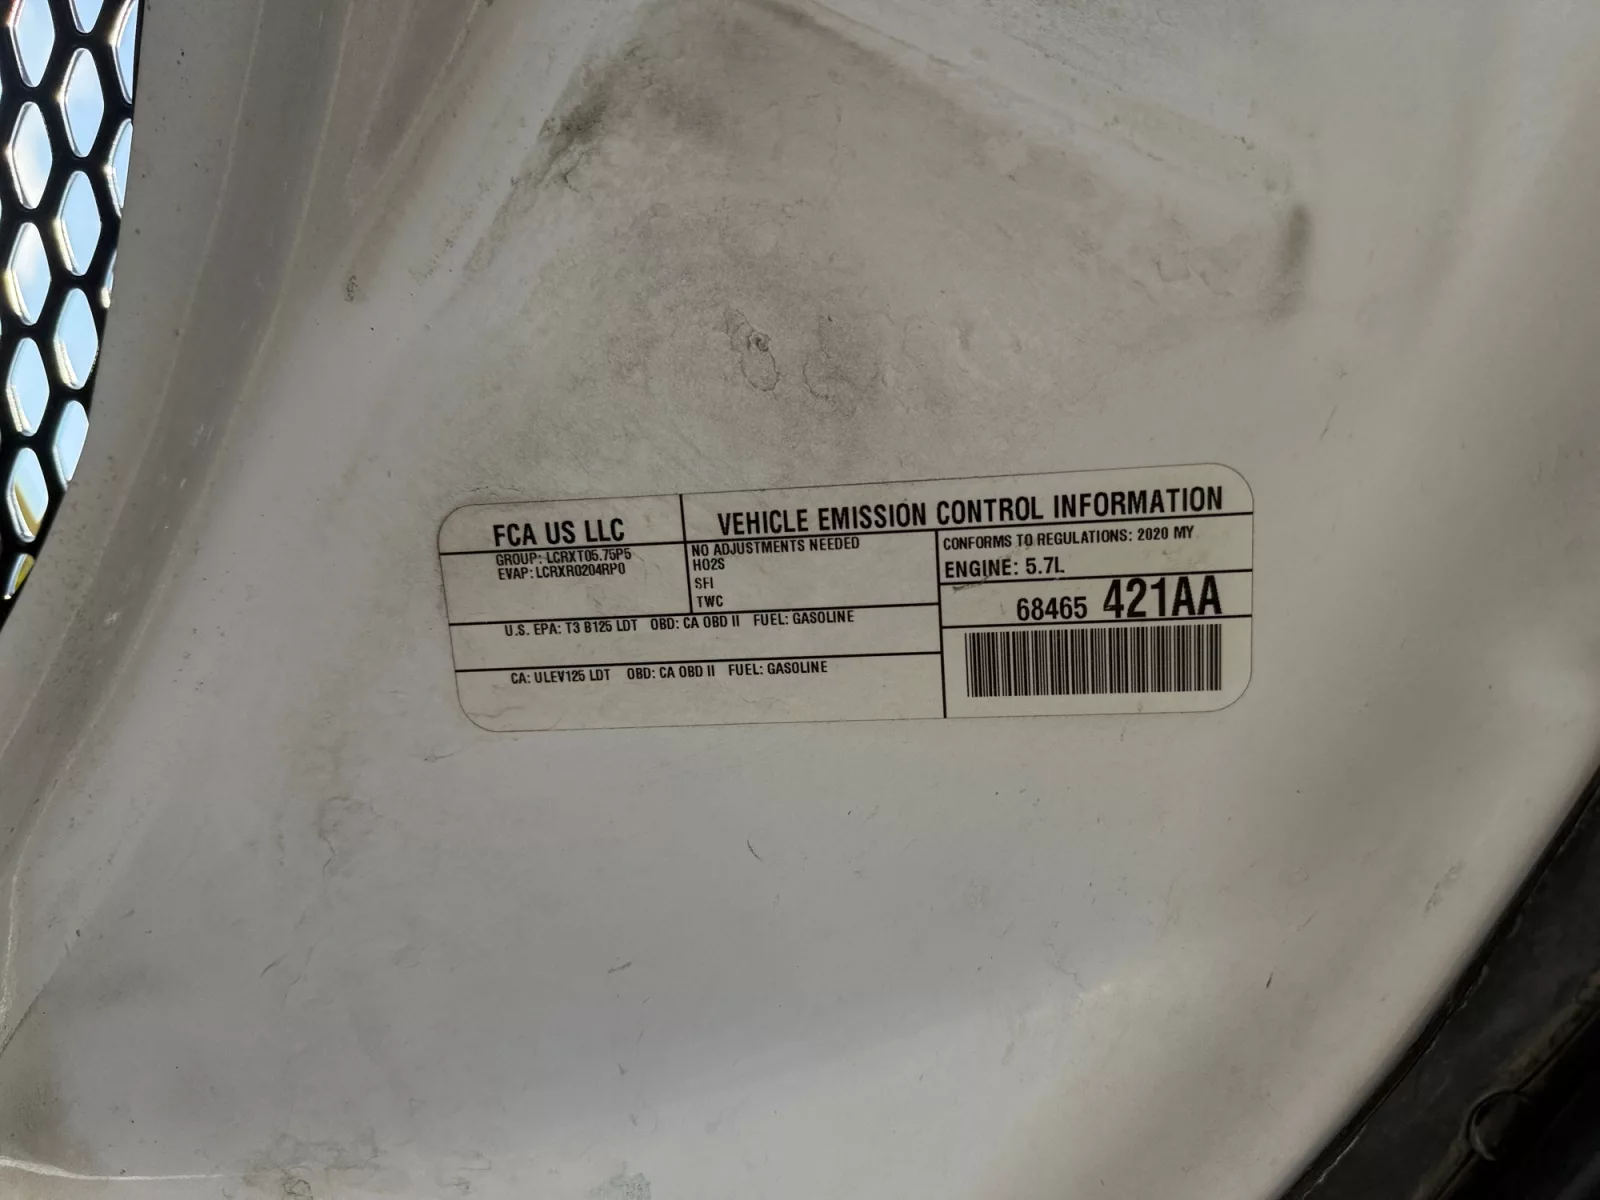 FCA US LLC
VEHICLE EMISSION CONTROL INFORMATION
GROUP: LCRXT05.75P5
EVAP: LCRXR0204RP0
NO ADJUSTMENTS NEEDED
HO2S
SFI
TWC
CONFORMS TO REGULATIONS: 2020 MY
ENGINE: 5.7L
68465 421AA
U.S. EPA: T3 B125 LDT OBD: CA OBD II FUEL: GASOLINE
CA: ULEV125 LDT OBD: CA OBD II FUEL: GASOLINE